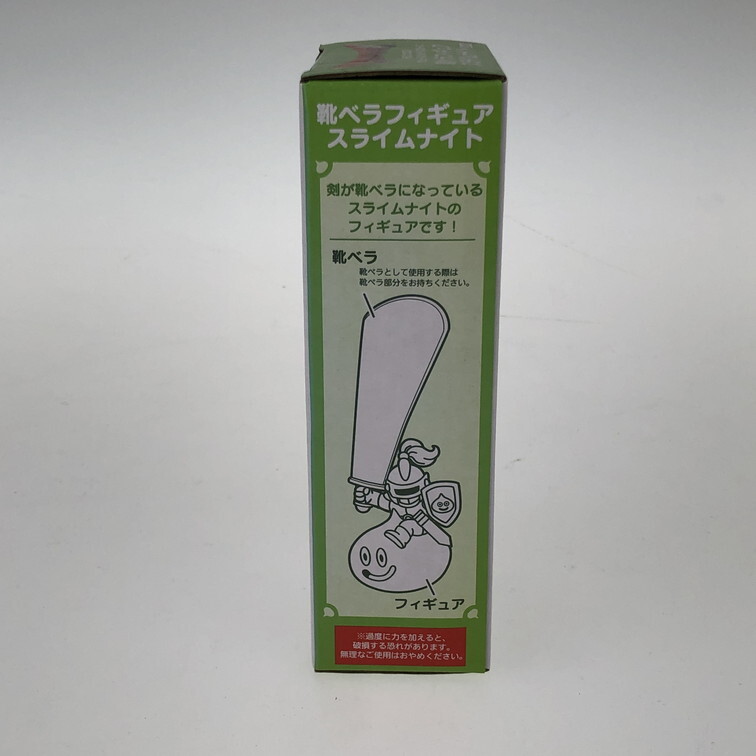 靴ベラフィギュア
スライムナイト
剣が靴ベラになっている
スライムナイトの
フィギュアです！
靴ベラ
靴ベラとして使用する際は
靴ベラ部分をお持ちください。
フィギュア
※過度に力を加えると、
破損する恐れがあります。
無理なご使用はおやめください。